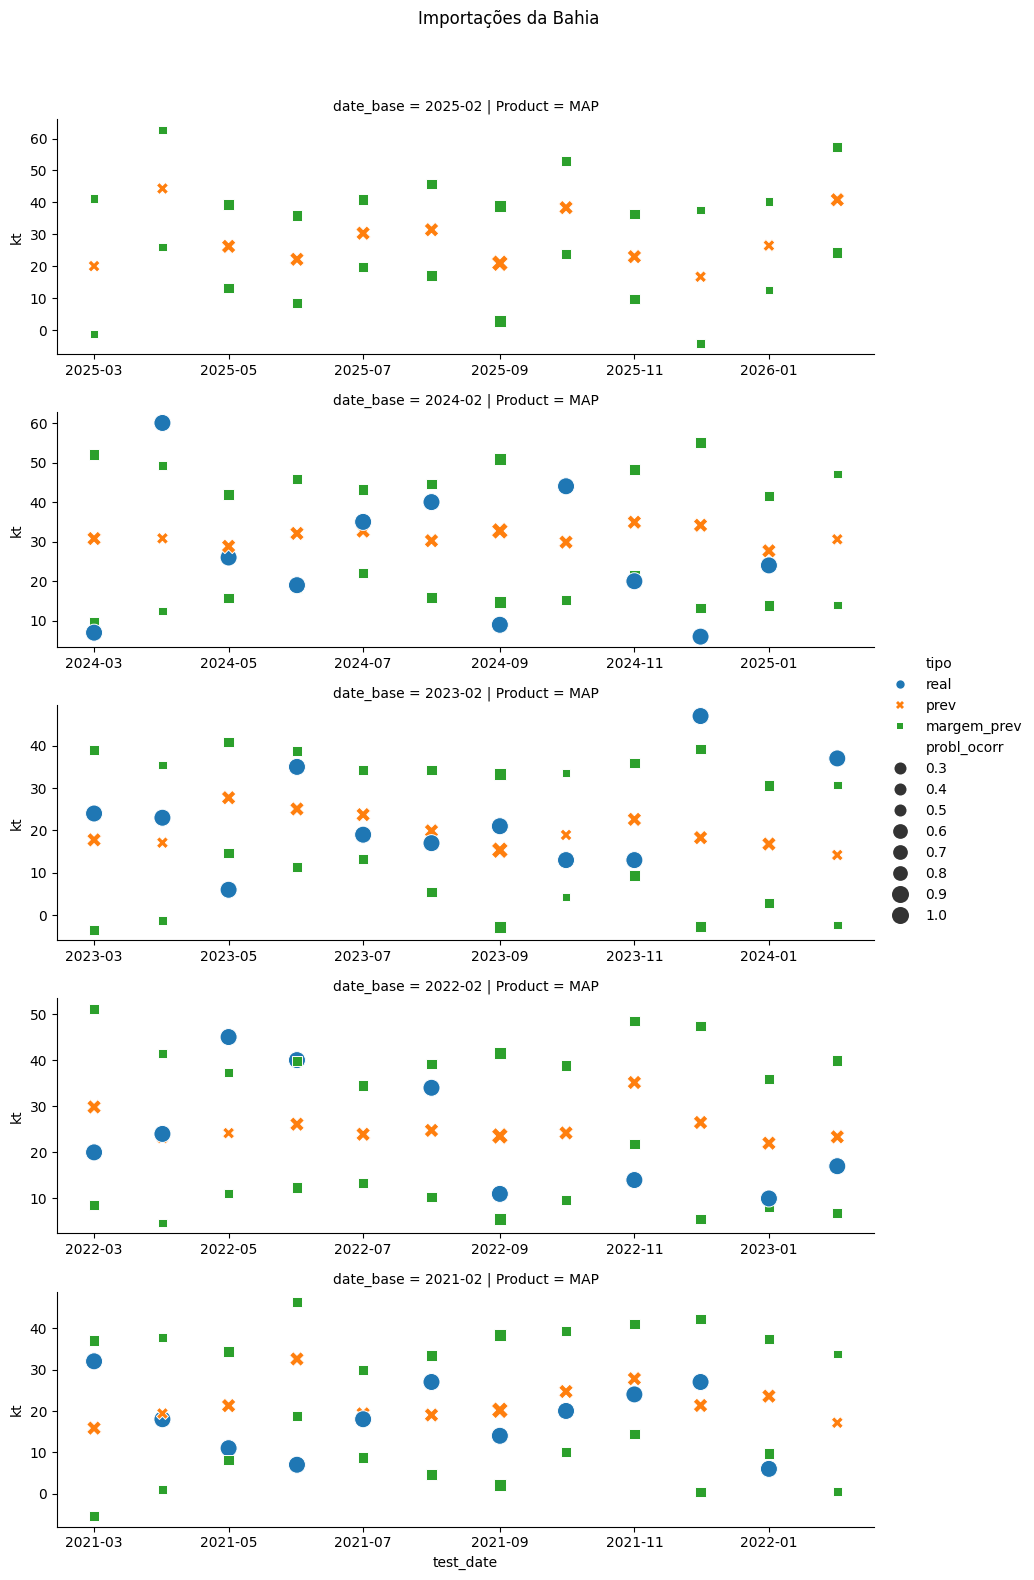 Importações da Bahia
date_base = 2025-02 | Product = MAP
60
50
40
30
20
10
0
kt
2025-03 2025-05 2025-07 2025-09 2025-11 2026-01
date_base = 2024-02 | Product = MAP
60
50
40
30
20
10
kt
2024-03 2024-05 2024-07 2024-09 2024-11 2025-01
date_base = 2023-02 | Product = MAP
40
30
20
10
0
kt
2023-03 2023-05 2023-07 2023-09 2023-11 2024-01
date_base = 2022-02 | Product = MAP
50
40
30
20
10
kt
2022-03 2022-05 2022-07 2022-09 2022-11 2023-01
date_base = 2021-02 | Product = MAP
40
30
20
10
0
kt
2021-03 2021-05 2021-07 2021-09 2021-11 2022-01
test_date
tipo
real
prev
margem_prev
probl_ocorr
0.3
0.4
0.5
0.6
0.7
0.8
0.9
1.0